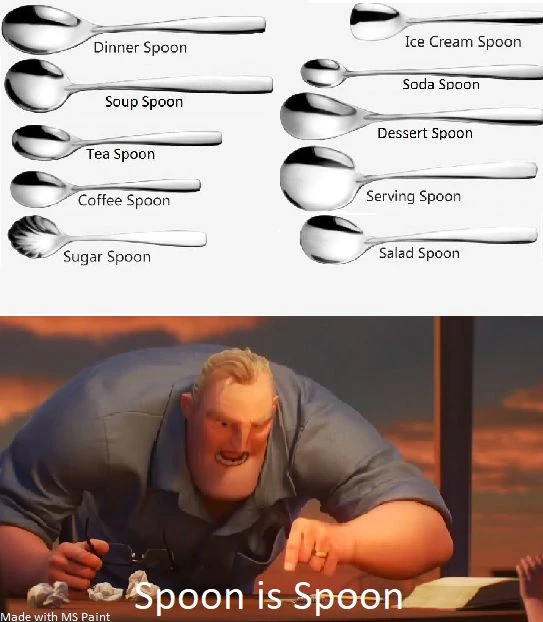 Dinner Spoon
Soup Spoon
Tea Spoon
Coffee Spoon
Sugar Spoon
Ice Cream Spoon
Soda Spoon
Dessert Spoon
Serving Spoon
Salad Spoon
Spoon is Spoon
Made with MS Paint